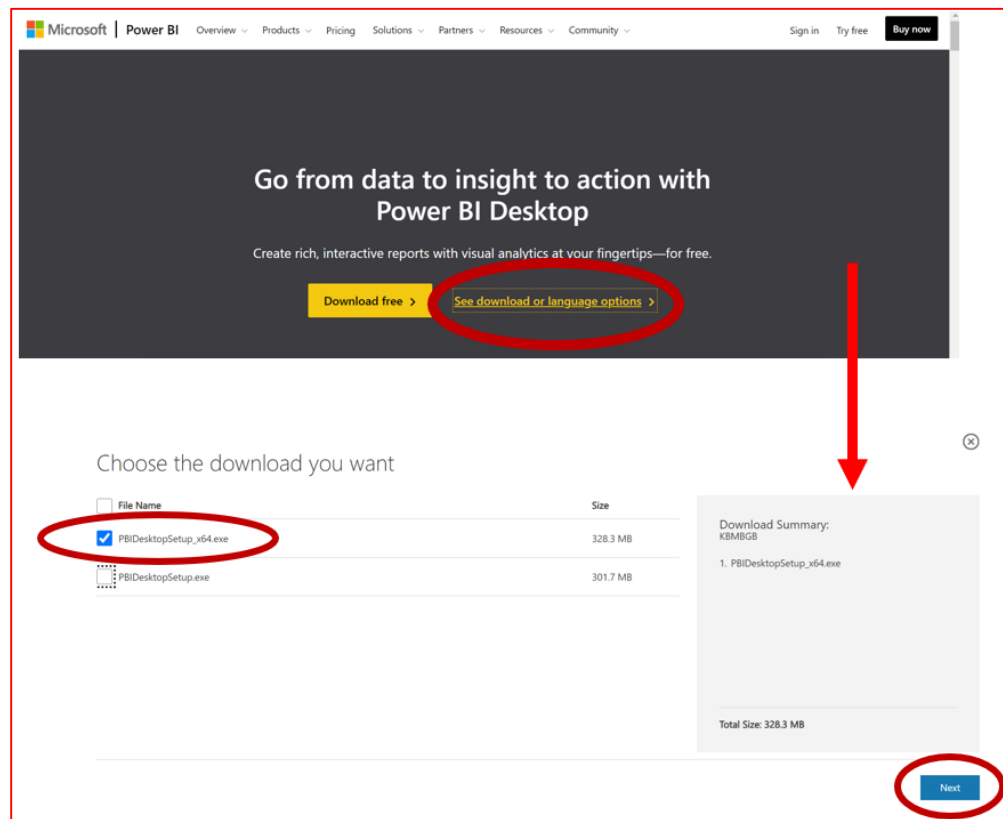 Microsoft | Power BI Overview Products Pricing Solutions Partners Resources Community Sign in Try free Buy now
Go from data to insight to action with
Power BI Desktop
Create rich, interactive reports with visual analytics at your fingertips—for free.
Download free See download or language options
Choose the download you want
File Name Size
PBIDesktopSetup_x64.exe 328.3 MB
PBIDesktopSetup.exe 301.7 MB
Download Summary:
KBMBGB
1. PBIDesktopSetup_x64.exe
Total Size: 328.3 MB
Next